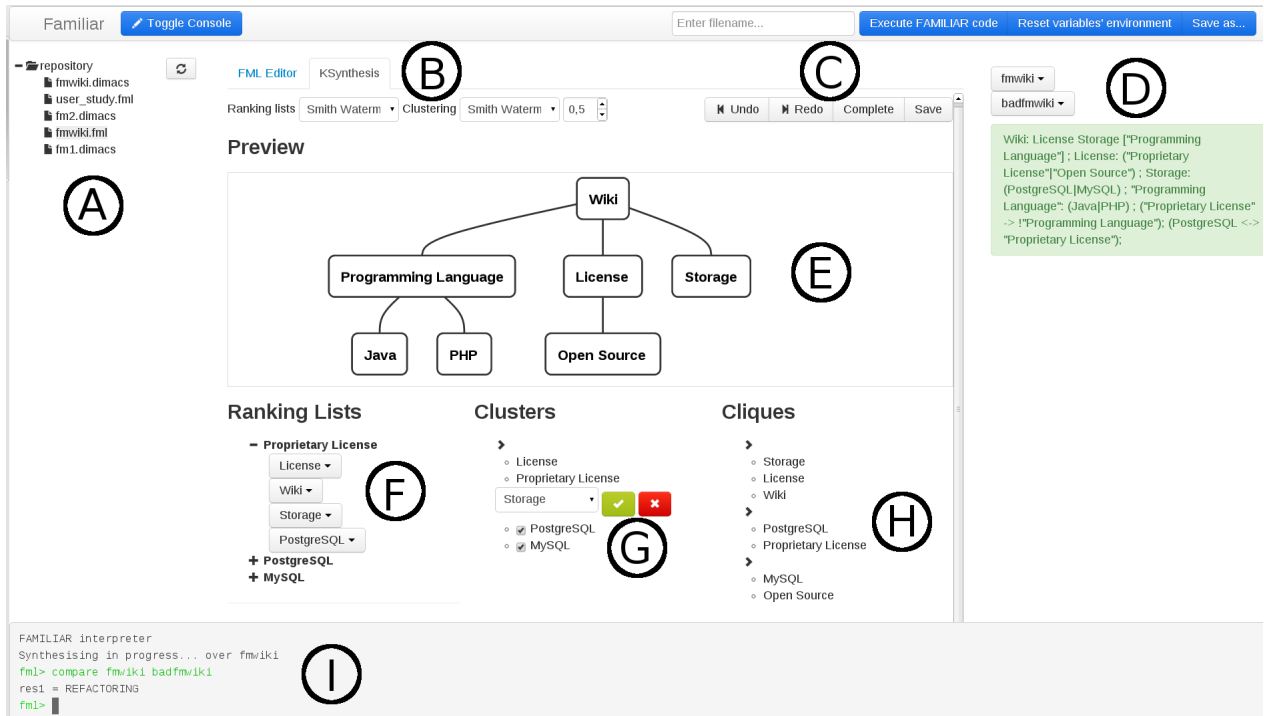 Familiar
Toggle Console
Enter filename...
Execute FAMILIAR code
Reset variables' environment
Save as...
repository
fmwiki.dimacs
user_study.fml
fm2.dimacs
fmwiki.fml
fm1.dimacs
A
FML Editor
KSynthesis
B
C
Ranking lists
Smith Waterm
Clustering
Smith Waterm
0,5
Undo
Redo
Complete
Save
Preview
Wiki
Programming Language
License
Storage
E
Java
PHP
Open Source
fmwiki
badfmwiki
D
Wiki: License Storage ["Programming
Language"] ; License: ("Proprietary
License"|"Open Source") ; Storage:
(PostgreSQL|MySQL) ; "Programming
Language": (Java|PHP) ; ("Proprietary License"
-> !"Programming Language"); (PostgreSQL <->
"Proprietary License");
Ranking Lists
Proprietary License
License
Wiki
Storage
PostgreSQL
PostgreSQL
MySQL
F
Clusters
License
Proprietary License
Storage
PostgreSQL
MySQL
G
Cliques
Storage
License
Wiki
PostgreSQL
Proprietary License
MySQL
Open Source
H
FAMILIAR interpreter
Synthesising in progress... over fmwiki
fml> compare fmwiki badfmwiki
res1 = REFACTORING
fml>
I